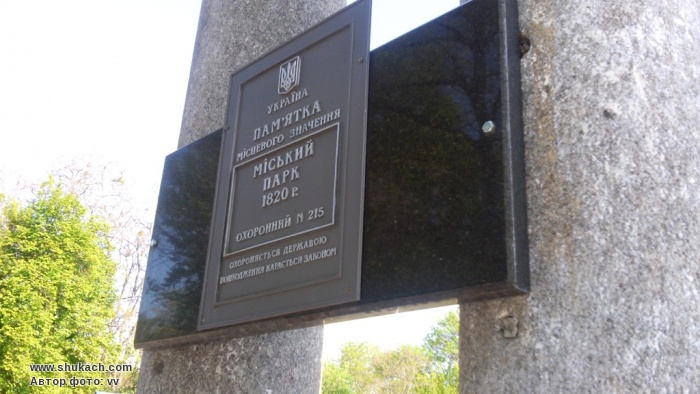 УКРАЇНА
ПАМ'ЯТКА
МІСЦЕВОГО ЗНАЧЕННЯ
МІСЬКИЙ
ПАРК
1820 р.
ОХОРОННИЙ N 215
ОХОРОНЯЄТЬСЯ ДЕРЖАВОЮ
ПОШКОДЖЕННЯ КАРАЄТЬСЯ ЗАКОНОМ
www.shukach.com
Автор фото: vv